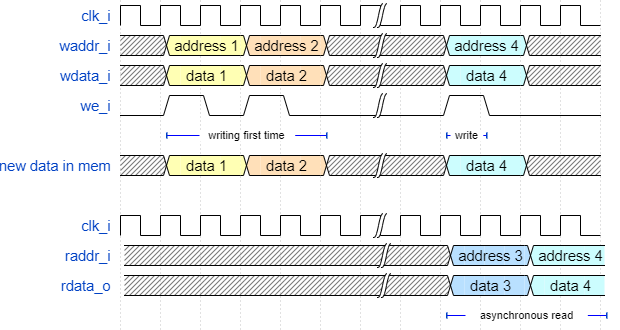 clk_i
waddr_i address 1 address 2 address 4
wdata_i data 1 data 2 data 4
we_i
writing first time write
new data in mem data 1 data 2 data 4
clk_i
raddr_i address 3 address 4
rdata_o data 3 data 4
asynchronous read